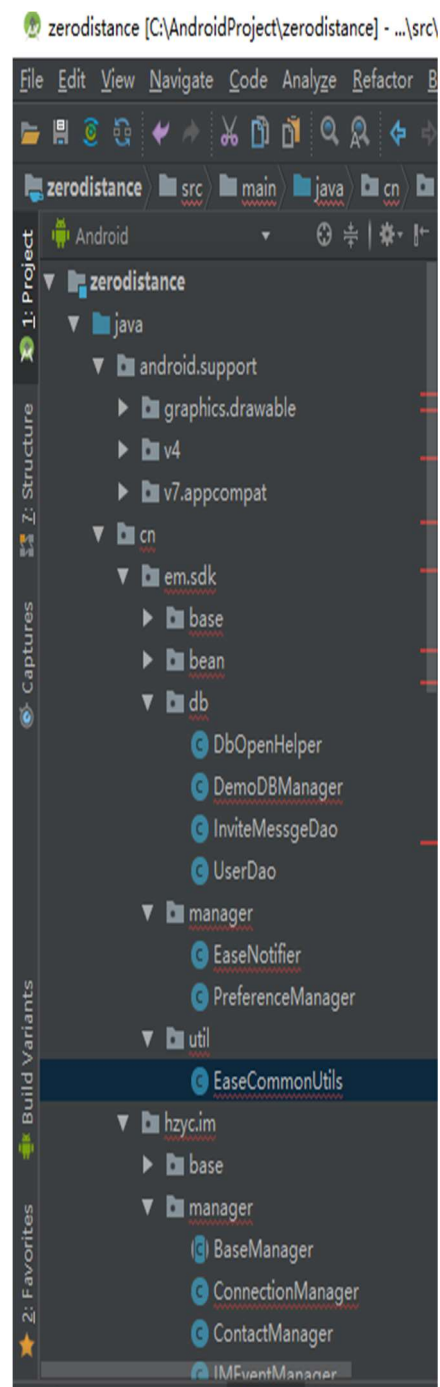 zerodistance [C:\AndroidProject\zerodistance] - ...\src\
File Edit View Navigate Code Analyze Refactor B
zerodistance src main java cn
Android
1: Project
7: Structure
Captures
Build Variants
2: Favorites
zerodistance
java
android.support
graphics.drawable
v4
v7.appcompat
cn
em.sdk
base
bean
db
DbOpenHelper
DemoDBManager
InviteMessgeDao
UserDao
manager
EaseNotifier
PreferenceManager
util
EaseCommonUtils
hzyc.im
base
manager
BaseManager
ConnectionManager
ContactManager
IMEventManager